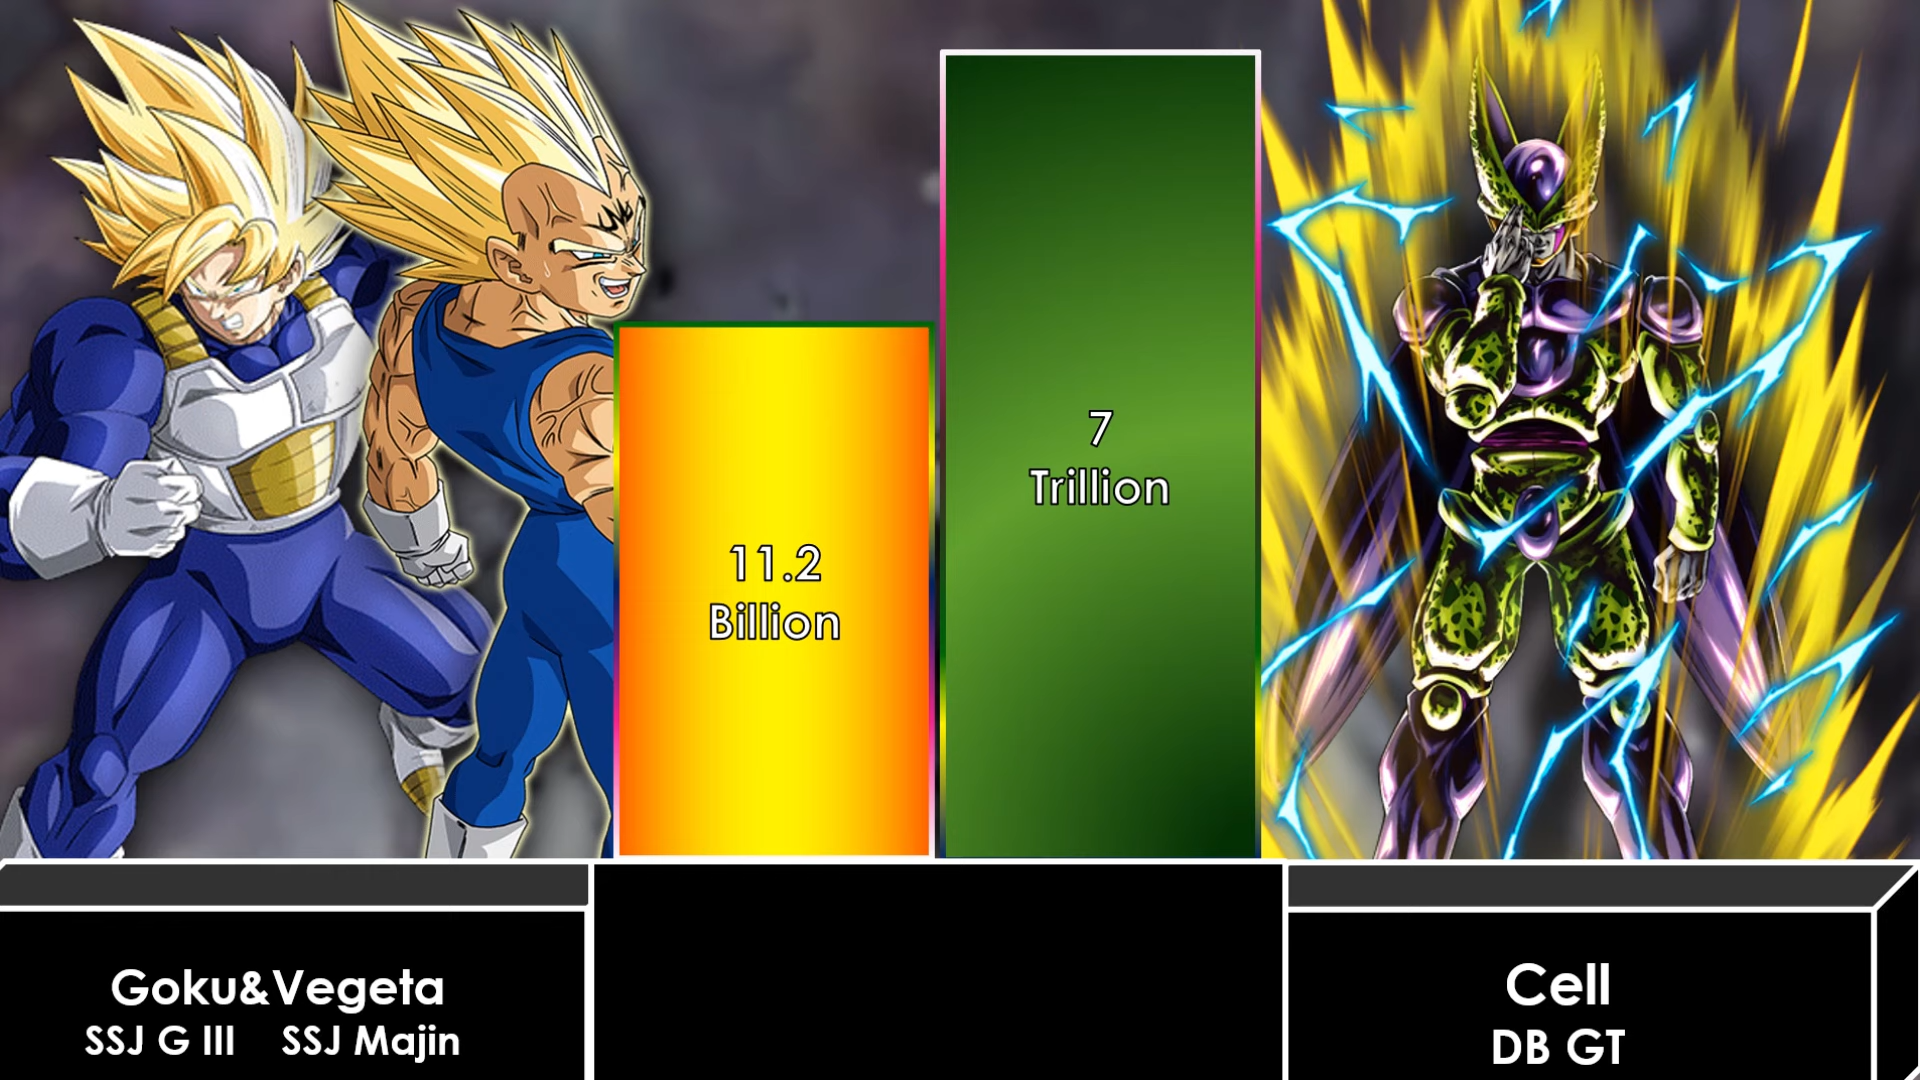 11.2
Billion
7
Trillion
Goku&Vegeta
SSJ G III SSJ Majin
Cell
DB GT